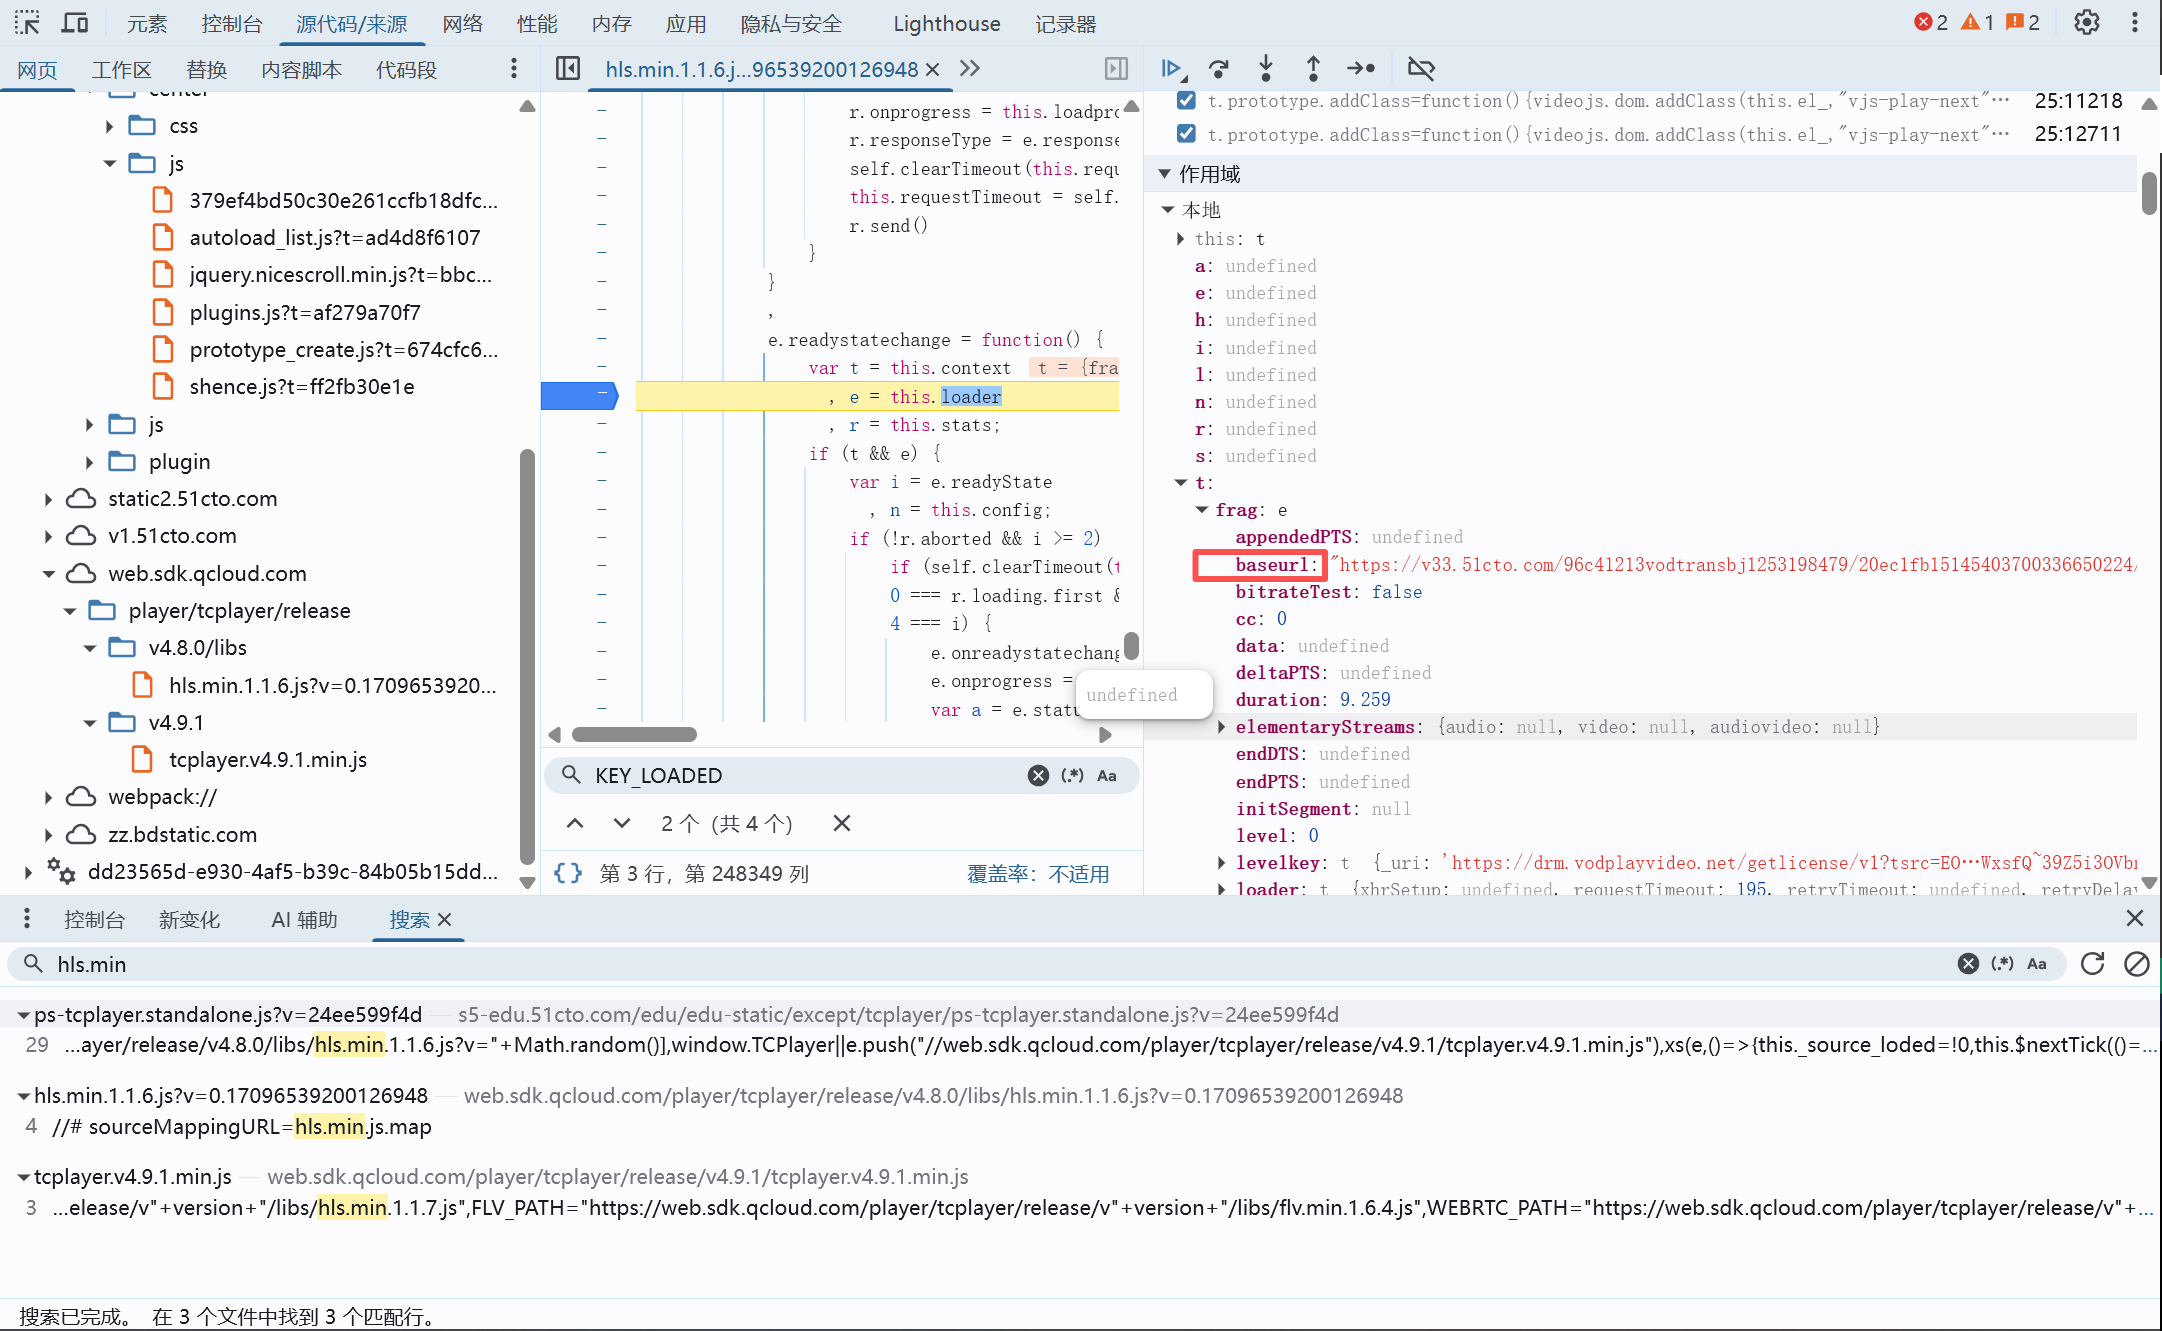 元素 控制台 源代码/来源 网络 性能 内存 应用 隐私与安全 Lighthouse 记录器 2 1 2
网页 工作区 替换 内容脚本 代码段
center
css
js
379ef4bd50c30e261ccfb18dfc...
autoload_list.js?t=ad4d8f6107
jquery.nicescroll.min.js?t=bbc...
plugins.js?t=af279a70f7
prototype_create.js?t=674cfc6...
shence.js?t=ff2fb30e1e
js
plugin
static2.51cto.com
v1.51cto.com
web.sdk.qcloud.com
player/tcplayer/release
v4.8.0/libs
hls.min.1.1.6.js?v=0.1709653920...
v4.9.1
tcplayer.v4.9.1.min.js
webpack://
zz.bdstatic.com
dd23565d-e930-4af5-b39c-84b05b15dd...
hls.min.1.1.6.j...96539200126948
r.onprogress = this.loadpro
r.responseType = e.response
self.clearTimeout(this.requ
this.requestTimeout = self.
r.send()
}
}
,
e.readystatechange = function() {
var t = this.context t = {fra
, e = this.loader
, r = this.stats;
if (t && e) {
var i = e.readyState
, n = this.config;
if (!r.aborted && i >= 2)
if (self.clearTimeout(t
0 === r.loading.first &
4 === i) {
e.onreadystatechang
e.onprogress =
var a = e.statu
undefined
KEY_LOADED (.*) Aa
2 个 (共 4 个)
{} 第 3 行，第 248349 列 覆盖率：不适用
t.prototype.addClass=function(){videojs.dom.addClass(this.el_,"vjs-play-next"… 25:11218
t.prototype.addClass=function(){videojs.dom.addClass(this.el_,"vjs-play-next"… 25:12711
作用域
本地
this: t
a: undefined
e: undefined
h: undefined
i: undefined
l: undefined
n: undefined
r: undefined
s: undefined
t:
frag: e
appendedPTS: undefined
baseurl: "https://v33.51cto.com/96c41213vodtransbj1253198479/20ec1fb15145403700336650224/
bitrateTest: false
cc: 0
data: undefined
deltaPTS: undefined
duration: 9.259
elementaryStreams: {audio: null, video: null, audiovideo: null}
endDTS: undefined
endPTS: undefined
initSegment: null
level: 0
levelkey: t {_uri: 'https://drm.vodplayvideo.net/getlicense/v1?tsrc=EO…WxsfQ~39Z5i3OVbm
loader: t {xhrSetup: undefined, requestTimeout: 195, retryTimeout: undefined, retryDelay
控制台 新变化 AI 辅助 搜索
hls.min (.*) Aa
ps-tcplayer.standalone.js?v=24ee599f4d — s5-edu.51cto.com/edu/edu-static/except/tcplayer/ps-tcplayer.standalone.js?v=24ee599f4d
29 ...ayer/release/v4.8.0/libs/hls.min.1.1.6.js?v="+Math.random()],window.TCPlayer||e.push("//web.sdk.qcloud.com/player/tcplayer/release/v4.9.1/tcplayer.v4.9.1.min.js"),xs(e,()=>{this._source_loded=!0,this.$nextTick(()=...
hls.min.1.1.6.js?v=0.17096539200126948 — web.sdk.qcloud.com/player/tcplayer/release/v4.8.0/libs/hls.min.1.1.6.js?v=0.17096539200126948
4 //# sourceMappingURL=hls.min.js.map
tcplayer.v4.9.1.min.js — web.sdk.qcloud.com/player/tcplayer/release/v4.9.1/tcplayer.v4.9.1.min.js
3 ...elease/v"+version+"/libs/hls.min.1.1.7.js",FLV_PATH="https://web.sdk.qcloud.com/player/tcplayer/release/v"+version+"/libs/flv.min.1.6.4.js",WEBRTC_PATH="https://web.sdk.qcloud.com/player/tcplayer/release/v"+...
搜索已完成。 在 3 个文件中找到 3 个匹配行。